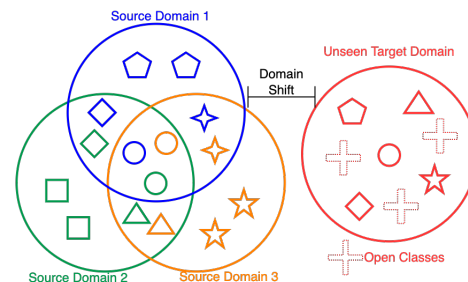 Source Domain 1
Unseen Target Domain
Domain
Shift
Open Classes
Source Domain 2
Source Domain 3